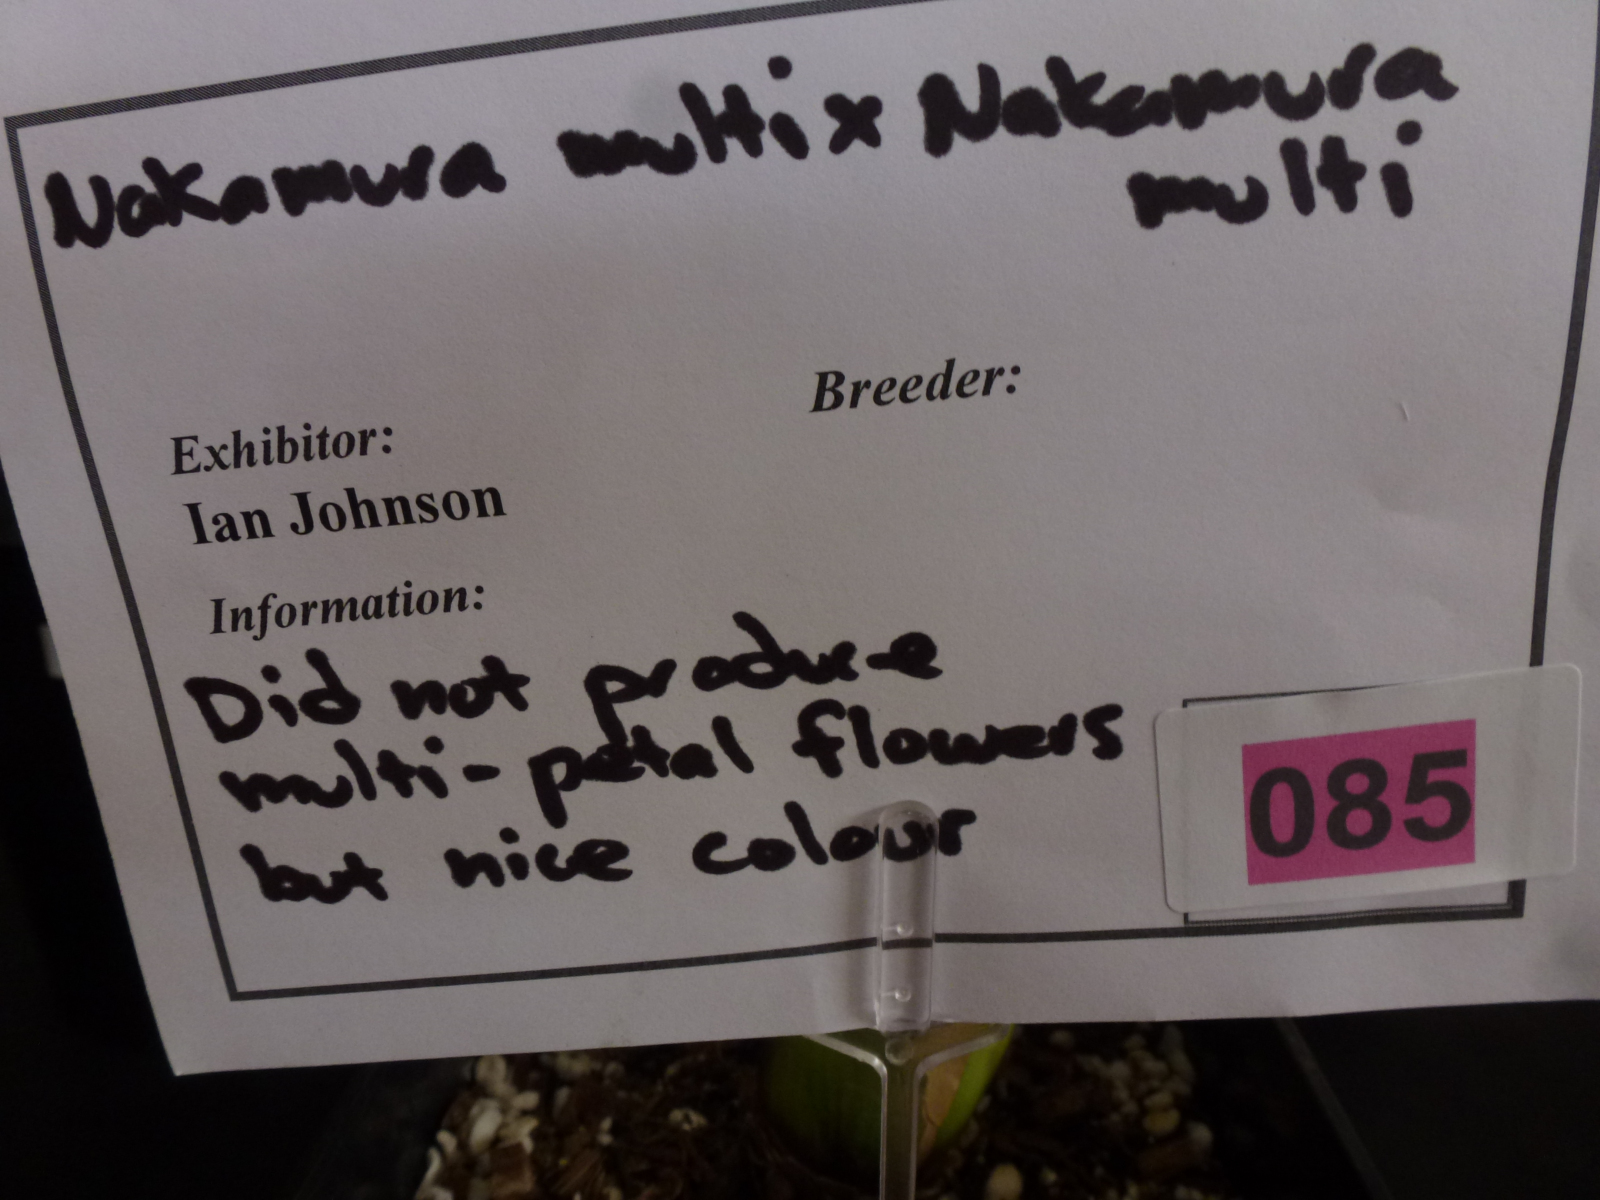 Nakamura multi x Nakamura
multi
Breeder:
Exhibitor:
Ian Johnson
Information:
Did not produce
multi-petal flowers
but nice colour
085